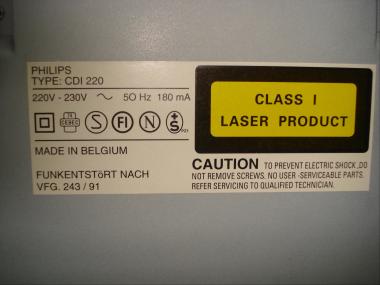 PHILIPS
TYPE: CDI 220
220V - 230V ~ 50 Hz 180 mA
CEBEC S FI N S
MADE IN BELGIUM
FUNKENTSTöRT NACH
VFG. 243 / 91
CLASS I
LASER PRODUCT
CAUTION TO PREVENT ELECTRIC SHOCK ,DO
NOT REMOVE SCREWS. NO USER -SERVICEABLE PARTS.
REFER SERVICING TO QUALIFIED TECHNICIAN.